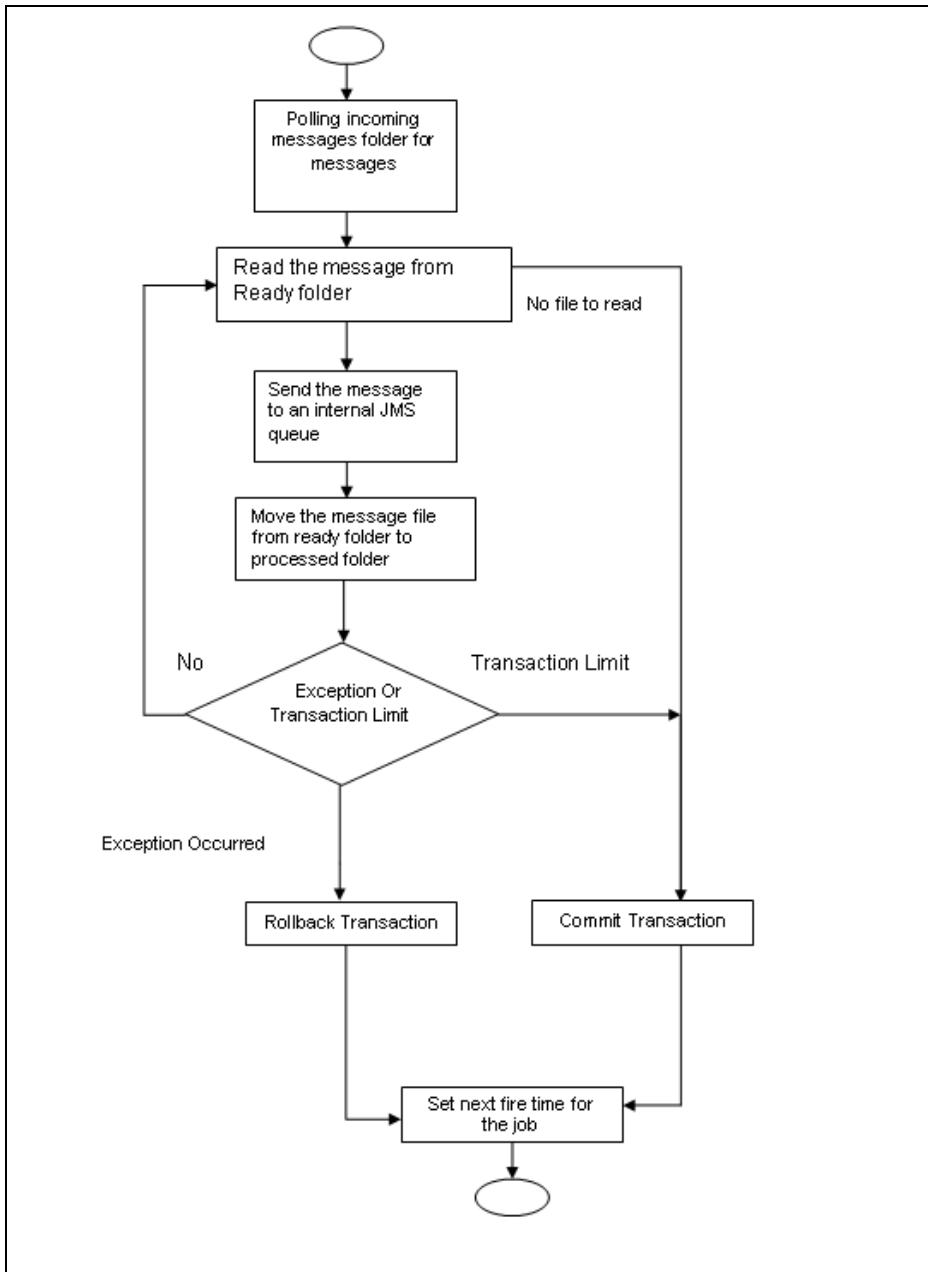 Polling incoming
messages folder for
messages
Read the message from
Ready folder
No file to read
Send the message
to an internal JMS
queue
Move the message file
from ready folder to
processed folder
No
Transaction Limit
Exception Or
Transaction Limit
Exception Occurred
Rollback Transaction
Commit Transaction
Set next fire time for
the job